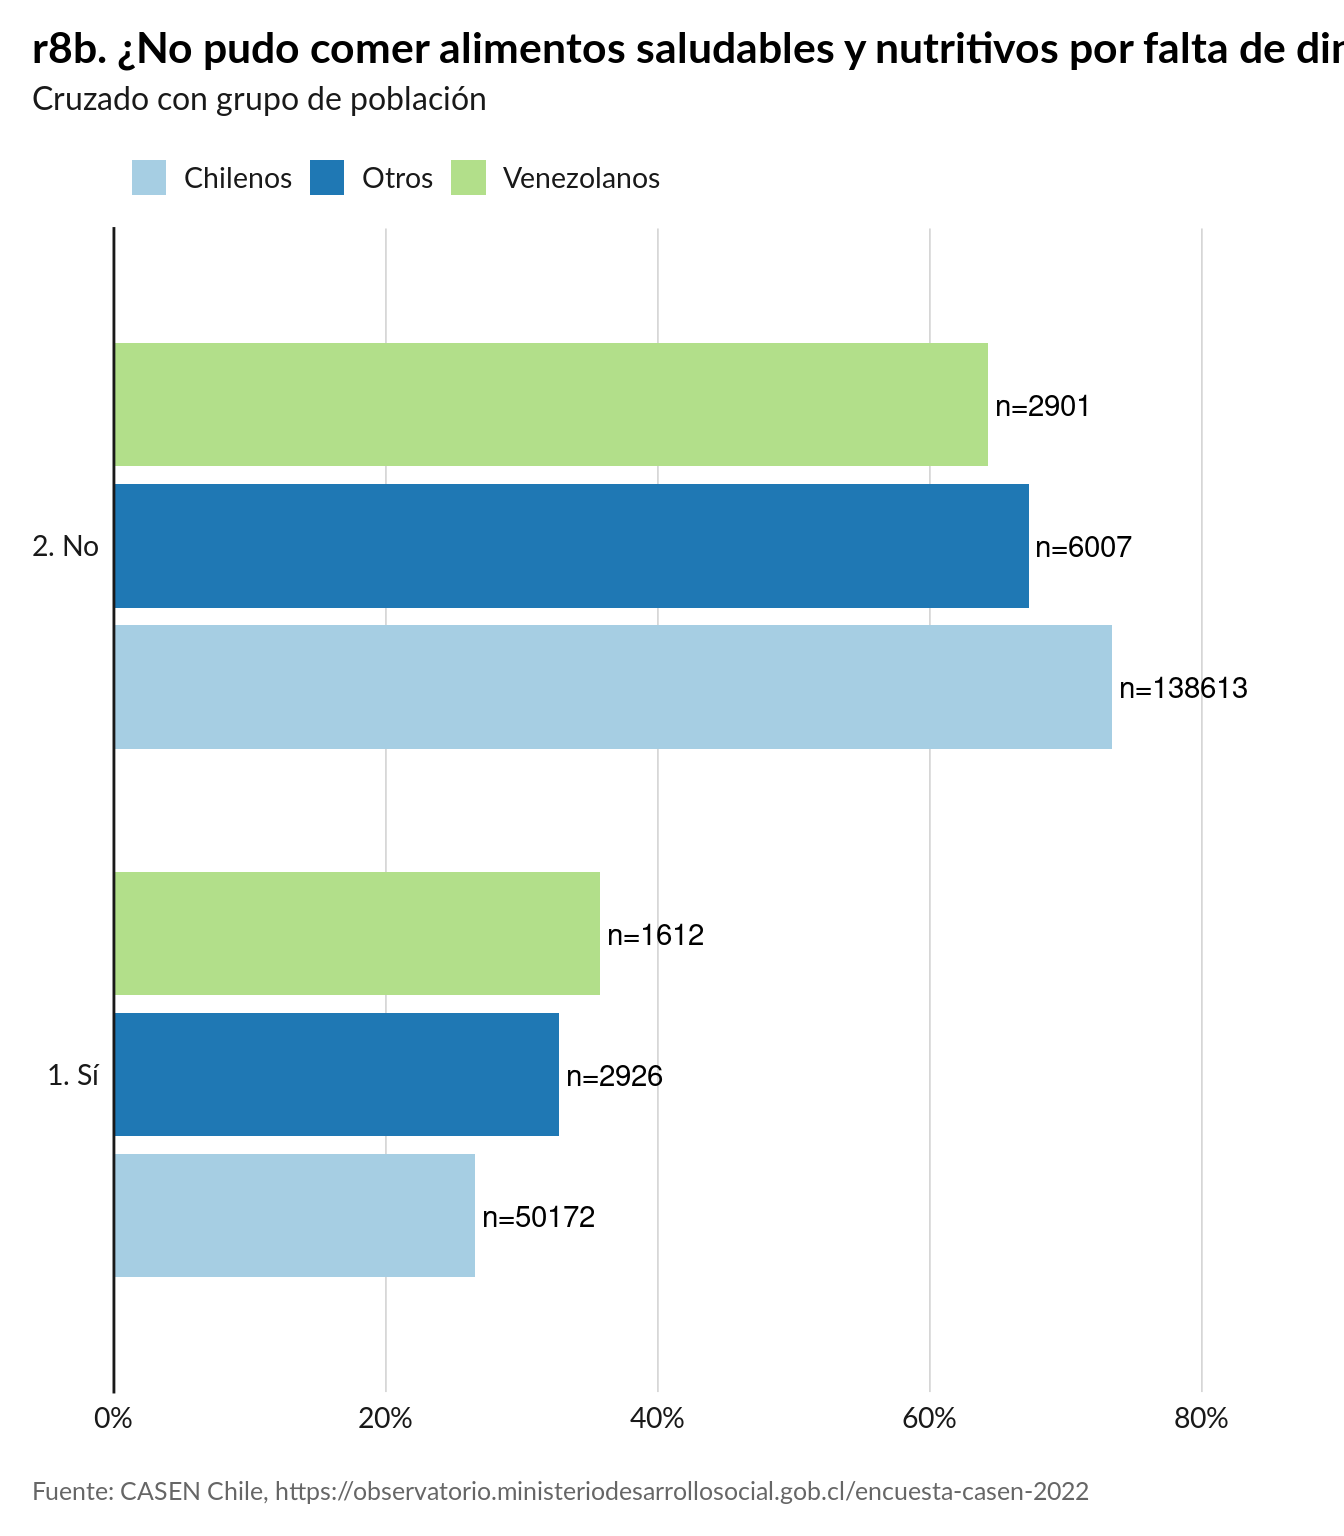 r8b. ¿No pudo comer alimentos saludables y nutritivos por falta de
Cruzado con grupo de población
Chilenos Otros Venezolanos
n=2901
2. No n=6007
n=138613
n=1612
1. Sí n=2926
n=50172
0% 20% 40% 60% 80%
Fuente: CASEN Chile, https://observatorio.ministeriodesarrollosocial.gob.cl/encuesta-casen-2022